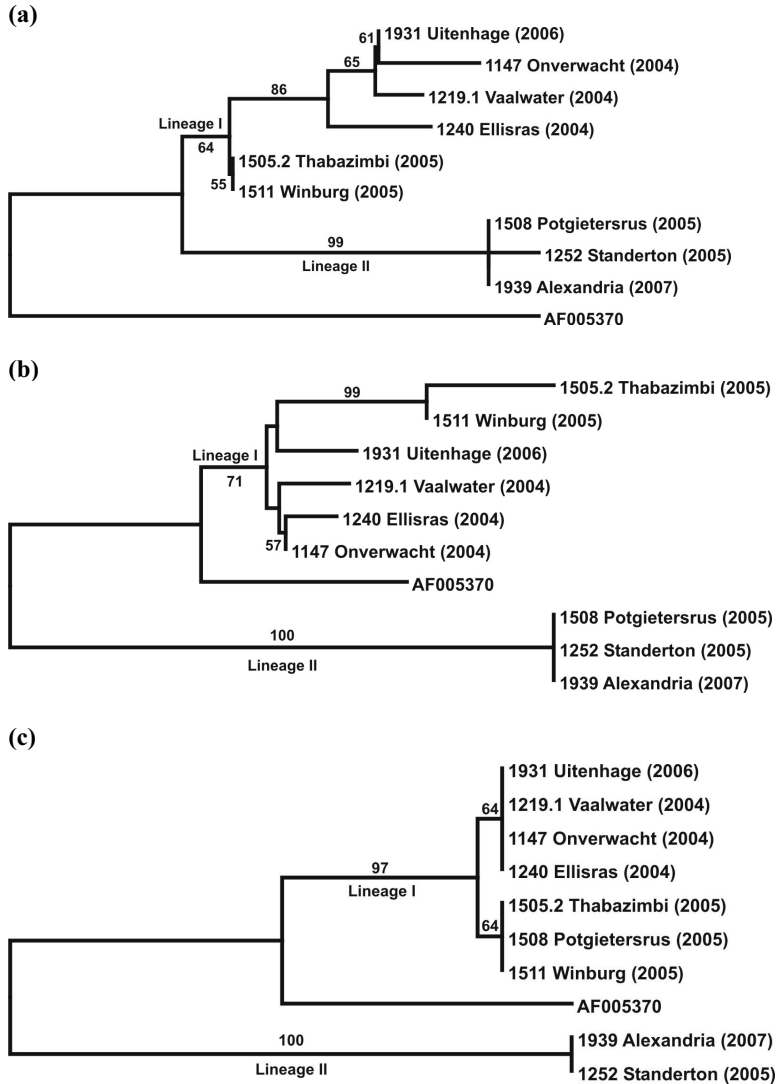 (a)
61
1931 Uitenhage (2006)
65
1147 Onverwacht (2004)
86
1219.1 Vaalwater (2004)
Lineage I
1240 Ellisras (2004)
64
1505.2 Thabazimbi (2005)
55
1511 Winburg (2005)
1508 Potgietersrus (2005)
99
1252 Standerton (2005)
Lineage II
1939 Alexandria (2007)
AF005370
(b)
99
1505.2 Thabazimbi (2005)
1511 Winburg (2005)
Lineage I
1931 Uitenhage (2006)
71
1219.1 Vaalwater (2004)
1240 Ellisras (2004)
57
1147 Onverwacht (2004)
AF005370
1508 Potgietersrus (2005)
100
1252 Standerton (2005)
Lineage II
1939 Alexandria (2007)
(c)
1931 Uitenhage (2006)
64
1219.1 Vaalwater (2004)
1147 Onverwacht (2004)
97
1240 Ellisras (2004)
Lineage I
1505.2 Thabazimbi (2005)
64
1508 Potgietersrus (2005)
1511 Winburg (2005)
AF005370
100
1939 Alexandria (2007)
Lineage II
1252 Standerton (2005)